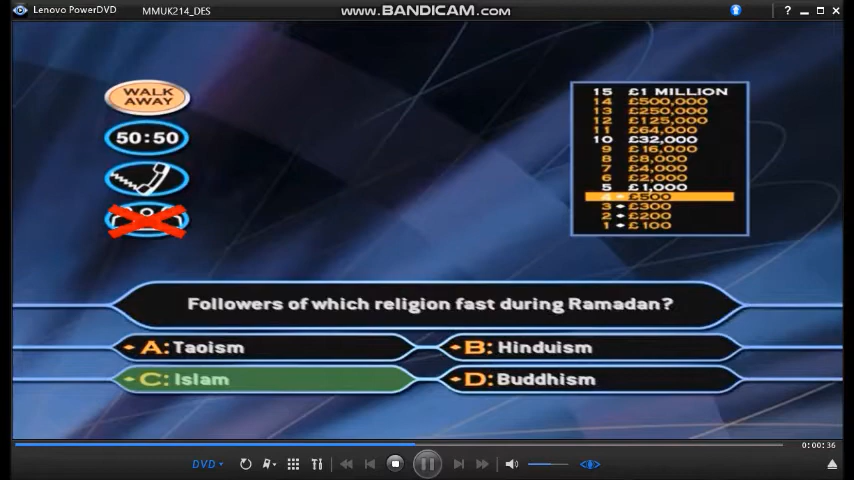 Lenovo PowerDVD
MMUK214_DES
www.BANDICAM.com
?
WALK AWAY
50:50
15 £1 MILLION
14 £500,000
13 £250,000
12 £125,000
11 £64,000
10 £32,000
9 £16,000
8 £8,000
7 £4,000
6 £2,000
5 £1,000
4 £500
3 £300
2 £200
1 £100
Followers of which religion fast during Ramadan?
A: Taoism
B: Hinduism
C: Islam
D: Buddhism
0:00:36
DVD